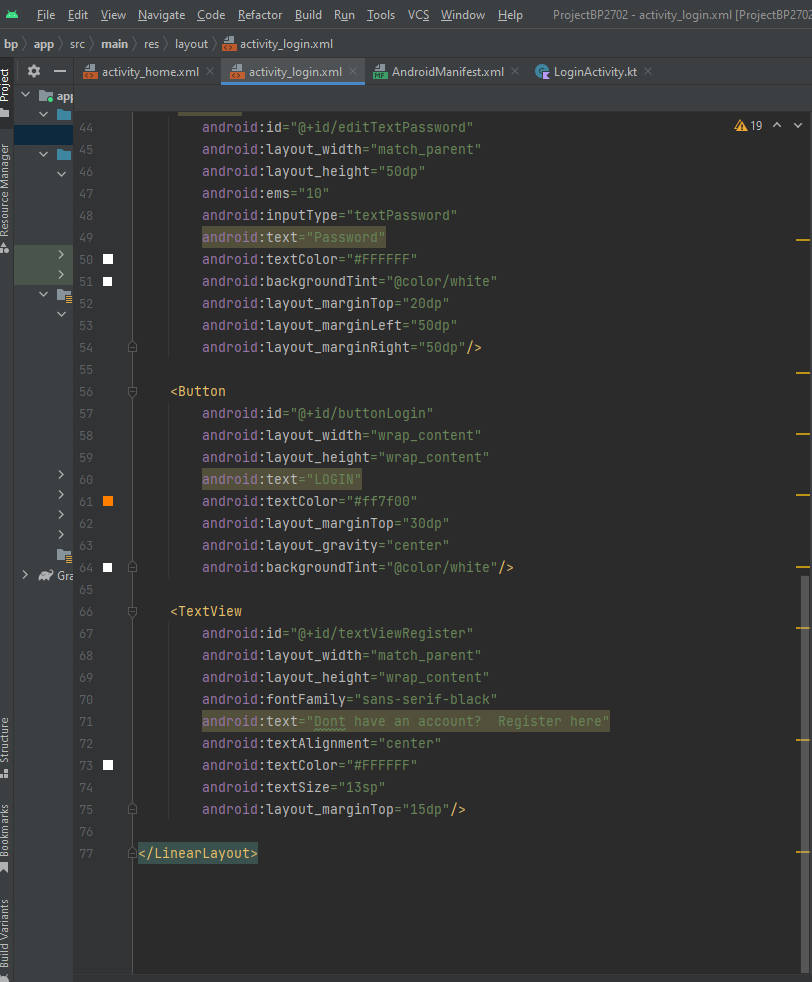 File Edit View Navigate Code Refactor Build Run Tools VCS Window Help ProjectBP2702 - activity_login.xml [ProjectBP2702
bp app src main res layout activity_login.xml
activity_home.xml activity_login.xml AndroidManifest.xml LoginActivity.kt
Project
Resource Manager
Structure
Bookmarks
Build Variants
app
Gra
19
44 android:id="@+id/editTextPassword"
45 android:layout_width="match_parent"
46 android:layout_height="50dp"
47 android:ems="10"
48 android:inputType="textPassword"
49 android:text="Password"
50 android:textColor="#FFFFFF"
51 android:backgroundTint="@color/white"
52 android:layout_marginTop="20dp"
53 android:layout_marginLeft="50dp"
54 android:layout_marginRight="50dp"/>
55
56 <Button
57 android:id="@+id/buttonLogin"
58 android:layout_width="wrap_content"
59 android:layout_height="wrap_content"
60 android:text="LOGIN"
61 android:textColor="#ff7f00"
62 android:layout_marginTop="30dp"
63 android:layout_gravity="center"
64 android:backgroundTint="@color/white"/>
65
66 <TextView
67 android:id="@+id/textViewRegister"
68 android:layout_width="match_parent"
69 android:layout_height="wrap_content"
70 android:fontFamily="sans-serif-black"
71 android:text="Dont have an account?  Register here"
72 android:textAlignment="center"
73 android:textColor="#FFFFFF"
74 android:textSize="13sp"
75 android:layout_marginTop="15dp"/>
76
77 </LinearLayout>